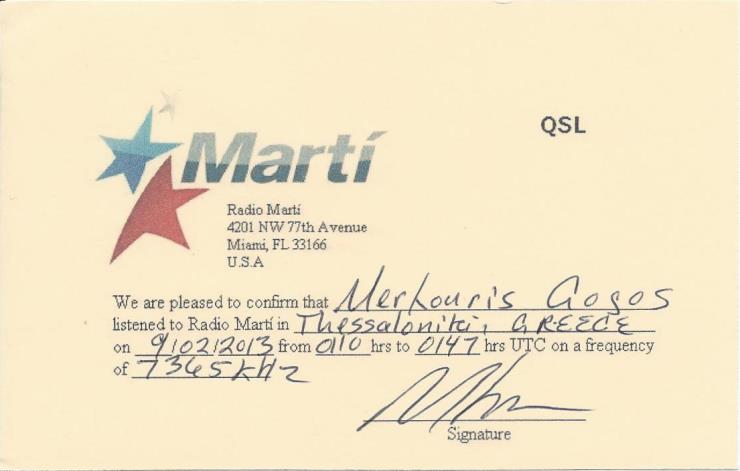 QSL
Martí
Radio Martí
4201 NW 77th Avenue
Miami, FL 33166
U.S.A
We are pleased to confirm that Merkouris Gogos
listened to Radio Martí in Thessaloniki, GREECE
on 9/02/2013 from 0110 hrs to 0147 hrs UTC on a frequency
of 7365 kHz
Signature